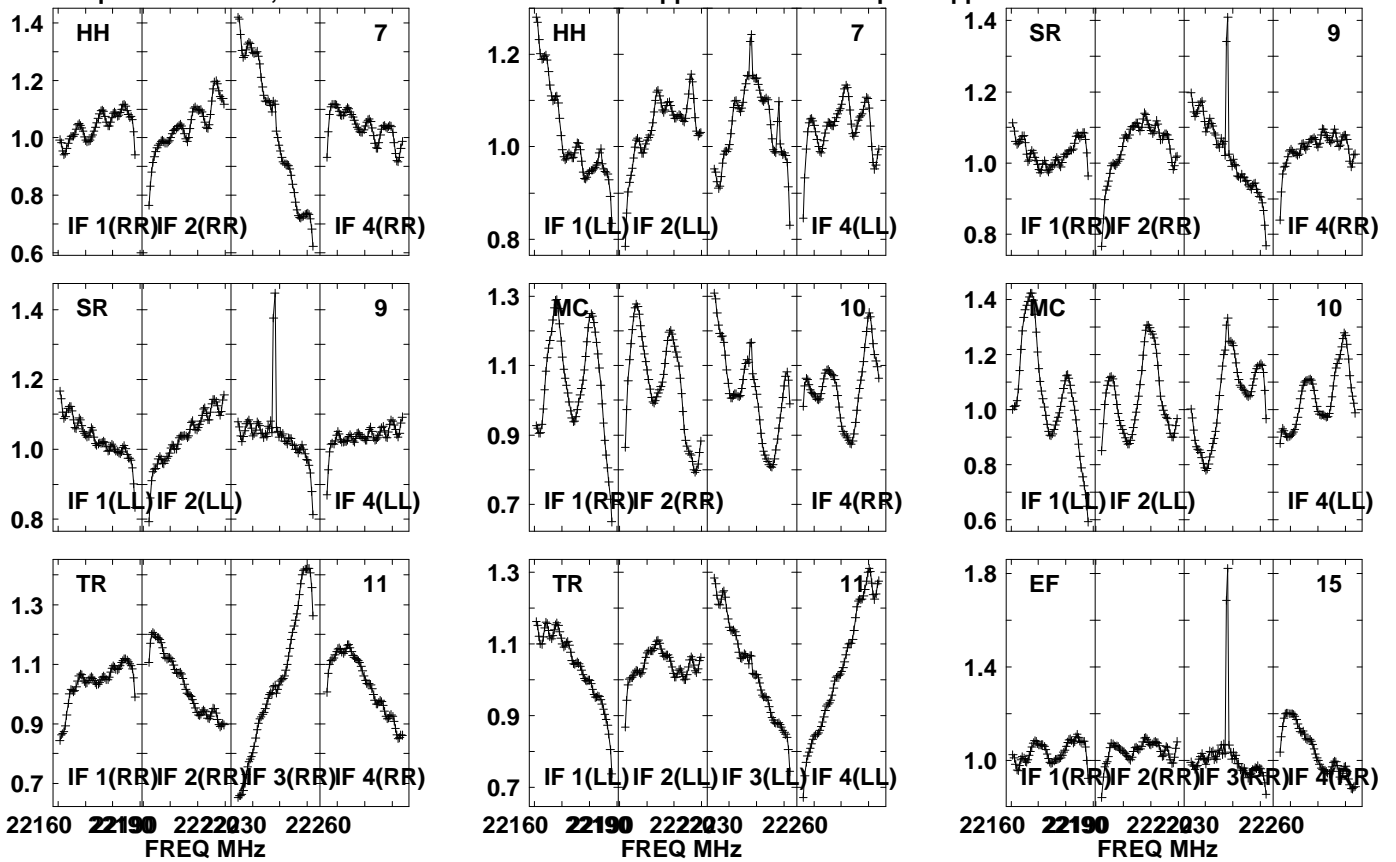 HH 7
1.4
1.2
1.0
0.8
0.6
IF 1(RR) IF 2(RR) IF 4(RR)
HH 7
1.2
1.0
0.8
IF 1(LL) IF 2(LL) IF 4(LL)
SR 9
1.4
1.2
1.0
0.8
IF 1(RR) IF 2(RR) IF 4(RR)
SR 9
1.4
1.2
1.0
0.8
IF 1(LL) IF 2(LL) IF 4(LL)
MC 10
1.3
1.1
0.9
0.7
IF 1(RR) IF 2(RR) IF 4(RR)
MC 10
1.4
1.2
1.0
0.8
0.6
IF 1(LL) IF 2(LL) IF 4(LL)
TR 11
1.3
1.1
0.9
0.7
IF 1(RR) IF 2(RR) IF 3(RR) IF 4(RR)
TR 11
1.3
1.1
0.9
0.7
IF 1(LL) IF 2(LL) IF 3(LL) IF 4(LL)
EF 15
1.8
1.4
1.0
IF 1(RR) IF 2(RR) IF 3(RR) IF 4(RR)
22160 22190 22230 22260
FREQ MHz
22160 22190 22230 22260
FREQ MHz
22160 22190 22230 22260
FREQ MHz